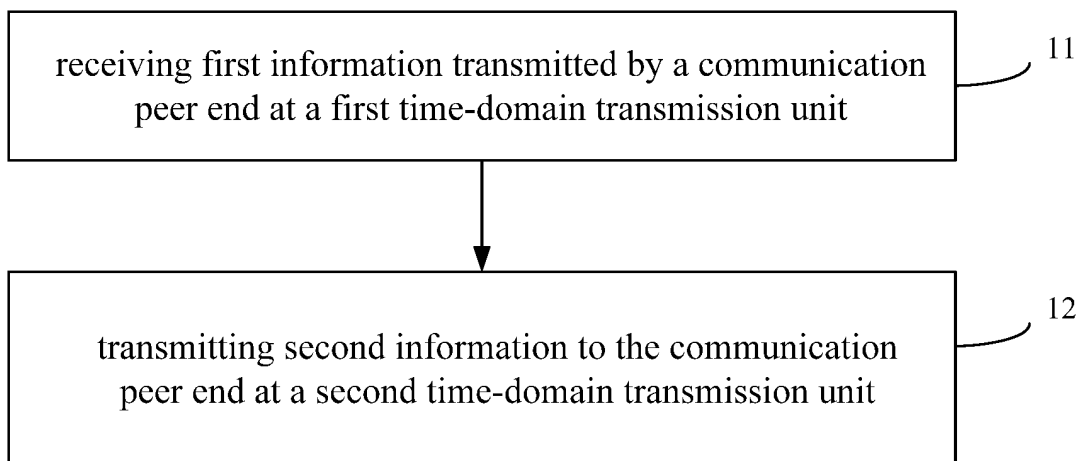 receiving first information transmitted by a communication
peer end at a first time-domain transmission unit
11
transmitting second information to the communication
peer end at a second time-domain transmission unit
12